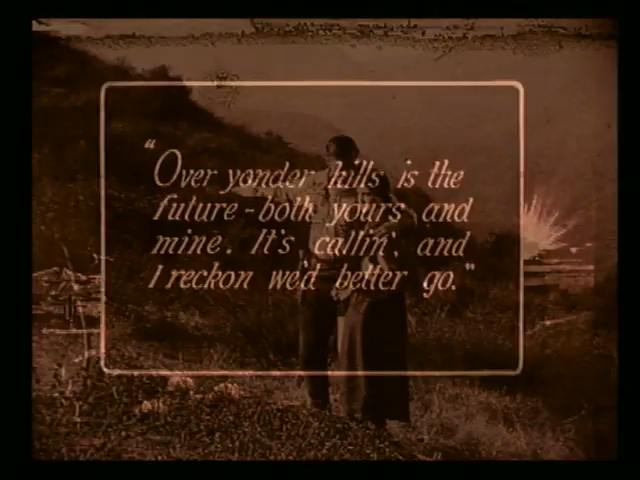 "Over yonder hills is the
future - both yours and
mine. It's callin', and
I reckon we'd better go."